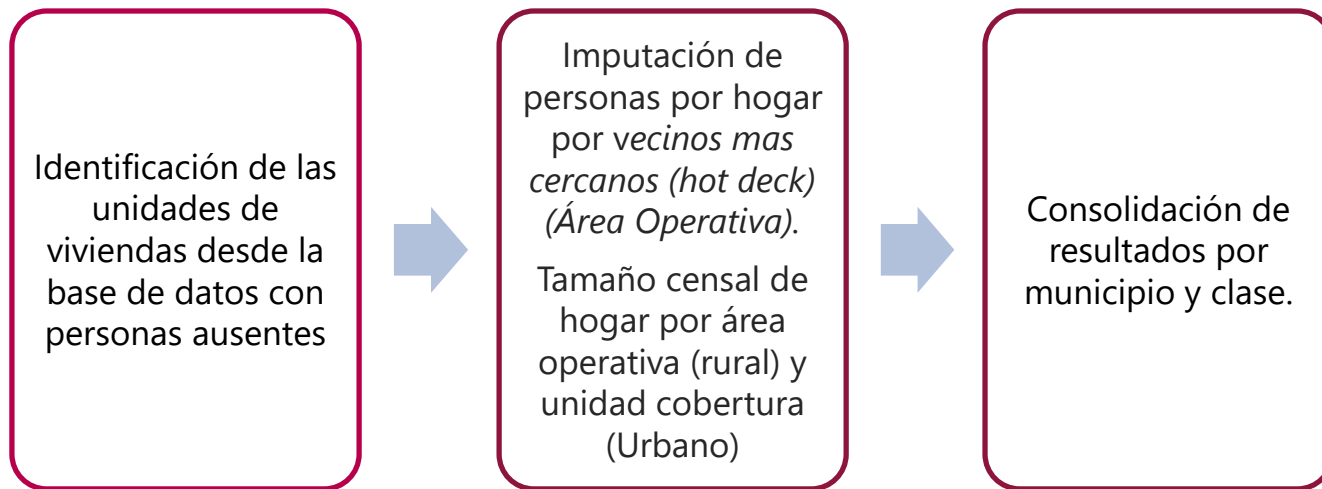 Identificación de las
unidades de
viviendas desde la
base de datos con
personas ausentes
Imputación de
personas por hogar
por vecinos mas
cercanos (hot deck)
(Área Operativa).
Tamaño censal de
hogar por área
operativa (rural) y
unidad cobertura
(Urbano)
Consolidación de
resultados por
municipio y clase.